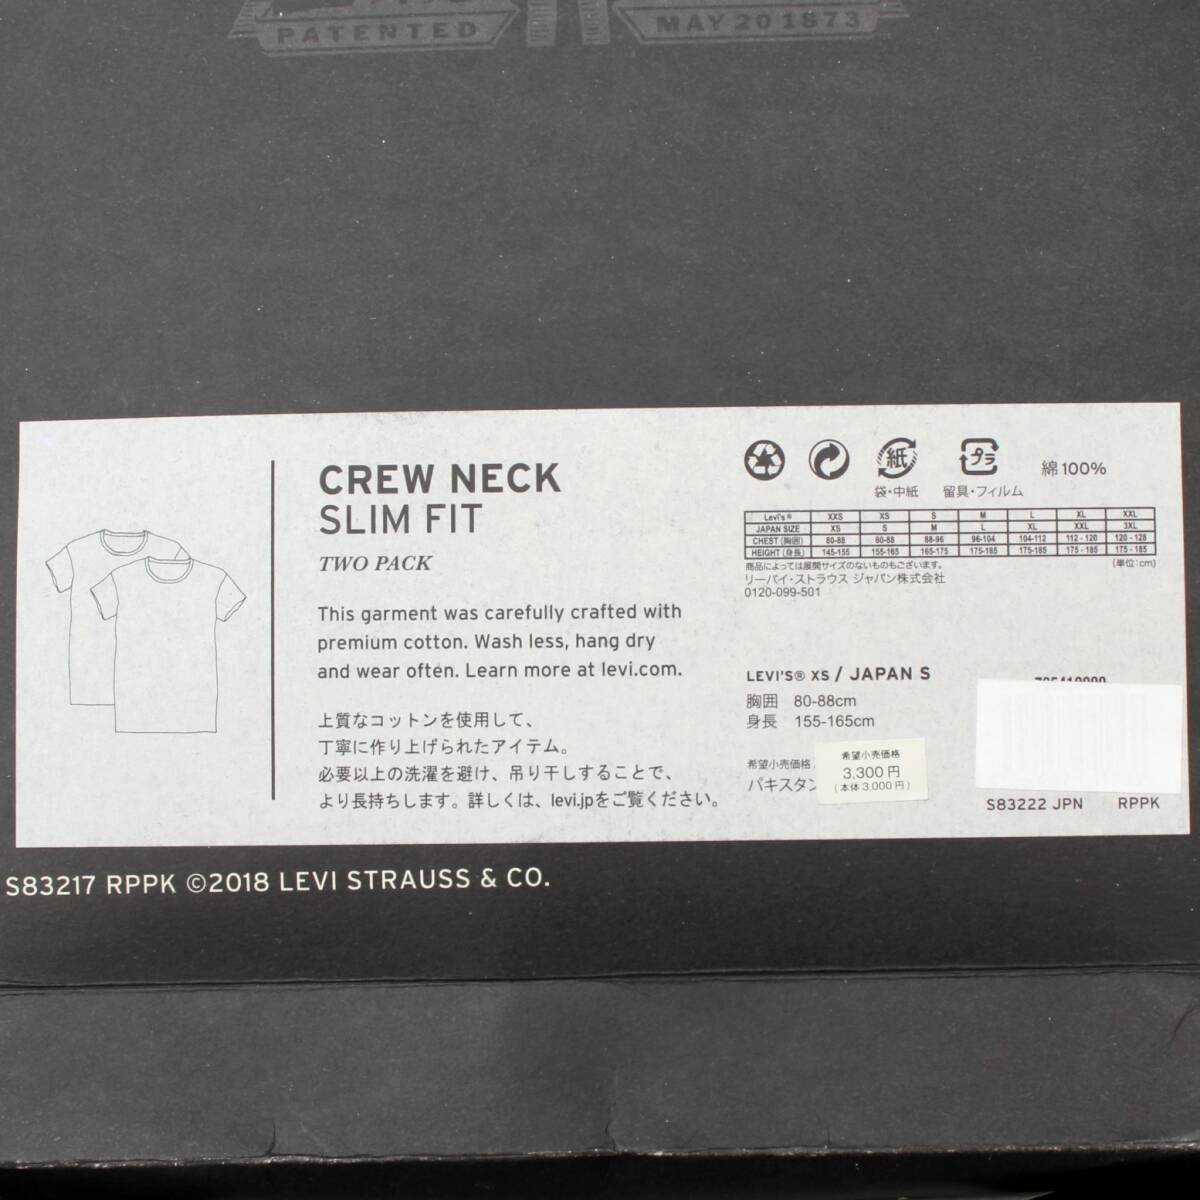 PATENTED
MAY 20 1873
CREW NECK
SLIM FIT
TWO PACK
This garment was carefully crafted with
premium cotton. Wash less, hang dry
and wear often. Learn more at levi.com.
上質なコットンを使用して、
丁寧に作り上げられたアイテム。
必要以上の洗濯を避け、吊り干しすることで、
より長持ちします。詳しくは、levi.jpをご覧ください。
紙
プラ
袋・中紙
留具・フィルム
綿100%
Levi's® XXS XS S M L XL XXL
JAPAN SIZE XS S M L XL XXL 3XL
CHEST (胸囲) 80-88 80-88 88-96 96-104 104-112 112-120 120-128
HEIGHT (身長) 145-155 155-165 165-175 175-185 175-185 175-185 175-185
商品によっては展開サイズのないものもございます。
(単位:cm)
リーバイ・ストラウス ジャパン株式会社
0120-099-501
LEVI'S® XS / JAPAN S
胸囲 80-88cm
身長 155-165cm
希望小売価格
パキスタン
希望小売価格
3,300円
(本体3,000円)
S83222 JPN RPPK
S83217 RPPK ©2018 LEVI STRAUSS & CO.